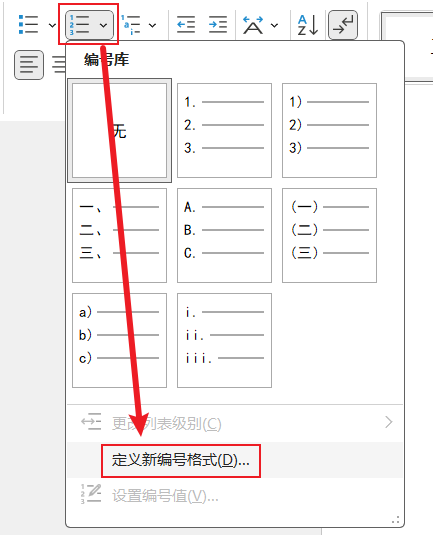 编号库
无
1.
2.
3.
1)
2)
3)
一、
二、
三、
A.
B.
C.
(一)
(二)
(三)
a)
b)
c)
i.
ii.
iii.
更改列表级别(C)
定义新编号格式(D)...
设置编号值(V)...